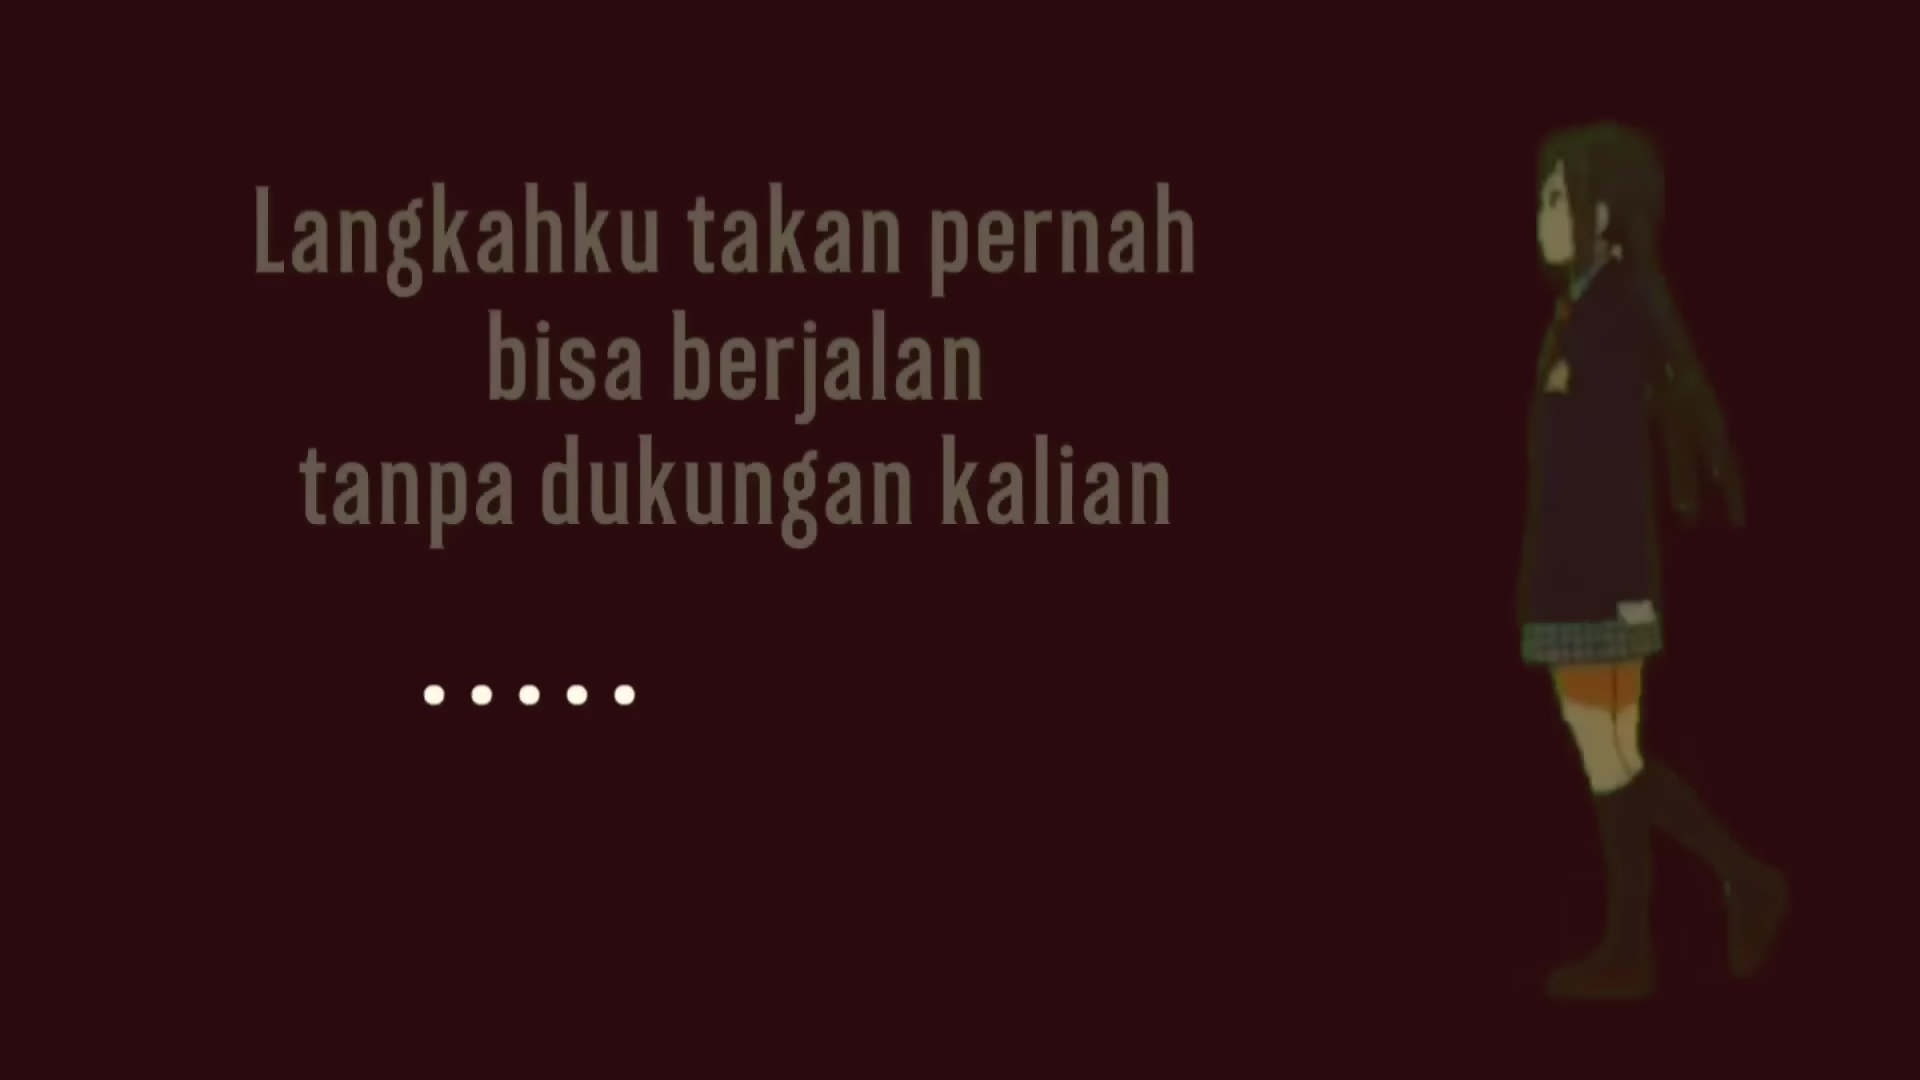 Langkahku takan pernah
bisa berjalan
tanpa dukungan kalian
.....